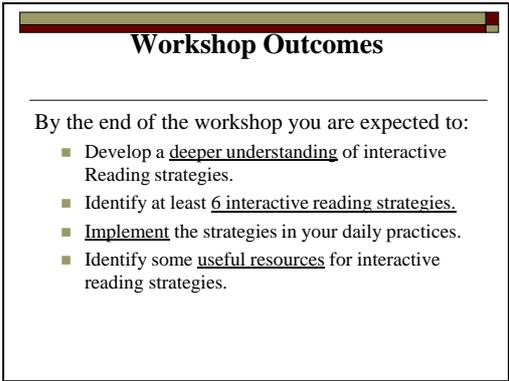 Workshop Outcomes
By the end of the workshop you are expected to:
Develop a deeper understanding of interactive
Reading strategies.
Identify at least 6 interactive reading strategies.
Implement the strategies in your daily practices.
Identify some useful resources for interactive
reading strategies.